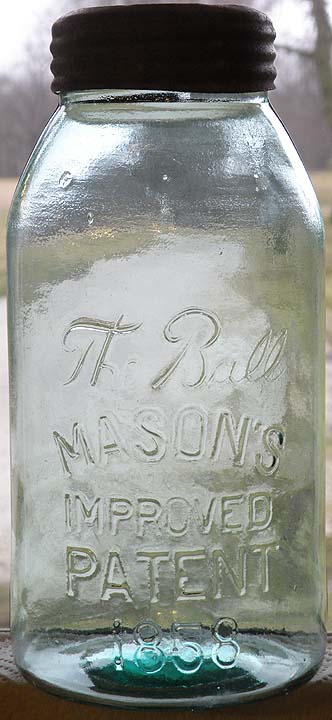 The Ball
MASON'S
IMPROVED
PATENT
1858